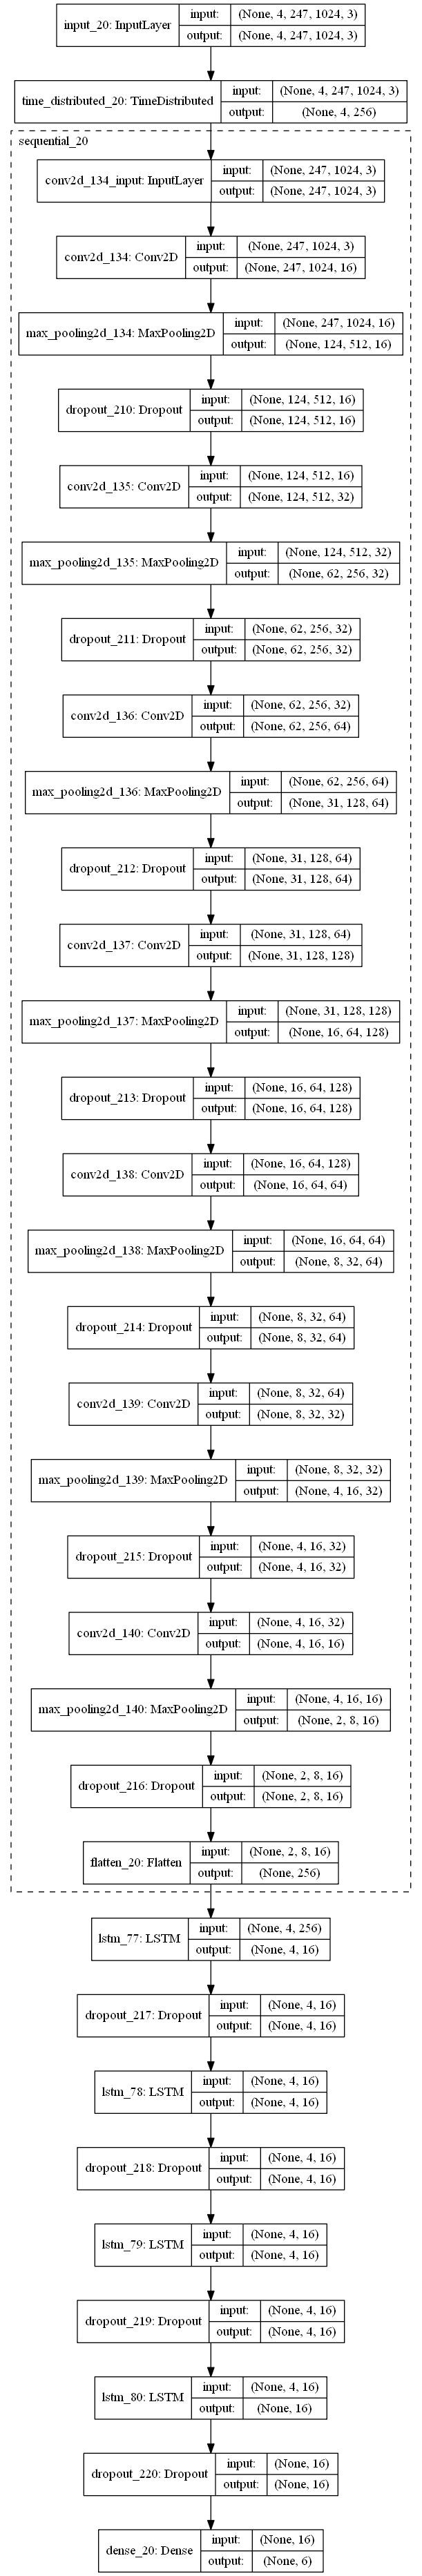 input_20: InputLayer
input: (None, 4, 247, 1024, 3)
output: (None, 4, 247, 1024, 3)
time_distributed_20: TimeDistributed
input: (None, 4, 247, 1024, 3)
output: (None, 4, 256)
sequential_20
conv2d_134_input: InputLayer
input: (None, 247, 1024, 3)
output: (None, 247, 1024, 3)
conv2d_134: Conv2D
input: (None, 247, 1024, 3)
output: (None, 247, 1024, 16)
max_pooling2d_134: MaxPooling2D
input: (None, 247, 1024, 16)
output: (None, 124, 512, 16)
dropout_210: Dropout
input: (None, 124, 512, 16)
output: (None, 124, 512, 16)
conv2d_135: Conv2D
input: (None, 124, 512, 16)
output: (None, 124, 512, 32)
max_pooling2d_135: MaxPooling2D
input: (None, 124, 512, 32)
output: (None, 62, 256, 32)
dropout_211: Dropout
input: (None, 62, 256, 32)
output: (None, 62, 256, 32)
conv2d_136: Conv2D
input: (None, 62, 256, 32)
output: (None, 62, 256, 64)
max_pooling2d_136: MaxPooling2D
input: (None, 62, 256, 64)
output: (None, 31, 128, 64)
dropout_212: Dropout
input: (None, 31, 128, 64)
output: (None, 31, 128, 64)
conv2d_137: Conv2D
input: (None, 31, 128, 64)
output: (None, 31, 128, 128)
max_pooling2d_137: MaxPooling2D
input: (None, 31, 128, 128)
output: (None, 16, 64, 128)
dropout_213: Dropout
input: (None, 16, 64, 128)
output: (None, 16, 64, 128)
conv2d_138: Conv2D
input: (None, 16, 64, 128)
output: (None, 16, 64, 64)
max_pooling2d_138: MaxPooling2D
input: (None, 16, 64, 64)
output: (None, 8, 32, 64)
dropout_214: Dropout
input: (None, 8, 32, 64)
output: (None, 8, 32, 64)
conv2d_139: Conv2D
input: (None, 8, 32, 64)
output: (None, 8, 32, 32)
max_pooling2d_139: MaxPooling2D
input: (None, 8, 32, 32)
output: (None, 4, 16, 32)
dropout_215: Dropout
input: (None, 4, 16, 32)
output: (None, 4, 16, 32)
conv2d_140: Conv2D
input: (None, 4, 16, 32)
output: (None, 4, 16, 16)
max_pooling2d_140: MaxPooling2D
input: (None, 4, 16, 16)
output: (None, 2, 8, 16)
dropout_216: Dropout
input: (None, 2, 8, 16)
output: (None, 2, 8, 16)
flatten_20: Flatten
input: (None, 2, 8, 16)
output: (None, 256)
lstm_77: LSTM
input: (None, 4, 256)
output: (None, 4, 16)
dropout_217: Dropout
input: (None, 4, 16)
output: (None, 4, 16)
lstm_78: LSTM
input: (None, 4, 16)
output: (None, 4, 16)
dropout_218: Dropout
input: (None, 4, 16)
output: (None, 4, 16)
lstm_79: LSTM
input: (None, 4, 16)
output: (None, 4, 16)
dropout_219: Dropout
input: (None, 4, 16)
output: (None, 4, 16)
lstm_80: LSTM
input: (None, 4, 16)
output: (None, 16)
dropout_220: Dropout
input: (None, 16)
output: (None, 16)
dense_20: Dense
input: (None, 16)
output: (None, 6)